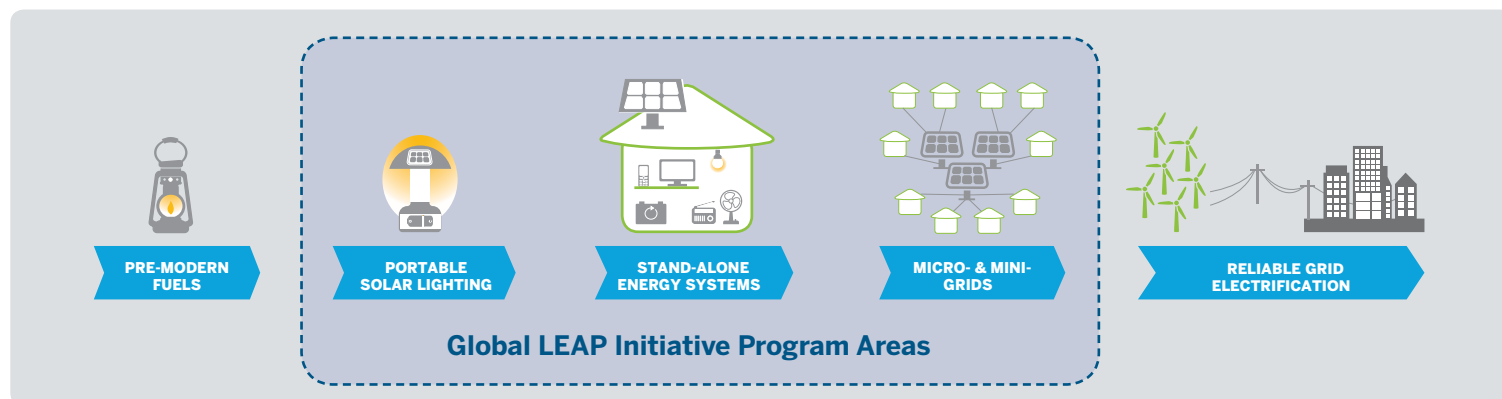 PRE-MODERN
FUELS
PORTABLE
SOLAR LIGHTING
STAND-ALONE
ENERGY SYSTEMS
MICRO- & MINI-
GRIDS
RELIABLE GRID
ELECTRIFICATION
Global LEAP Initiative Program Areas